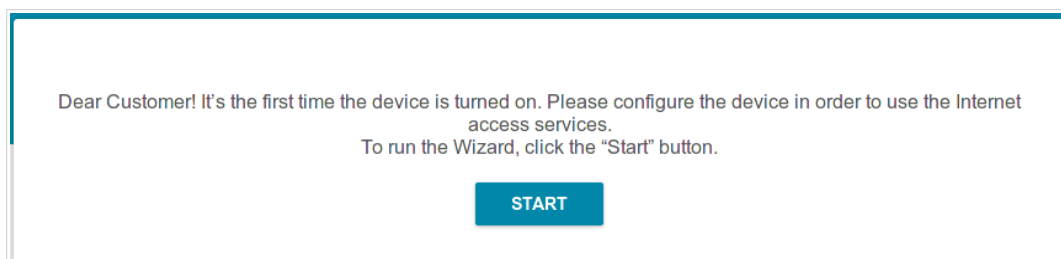 Dear Customer! It’s the first time the device is turned on. Please configure the device in order to use the Internet
access services.
To run the Wizard, click the “Start” button.
START